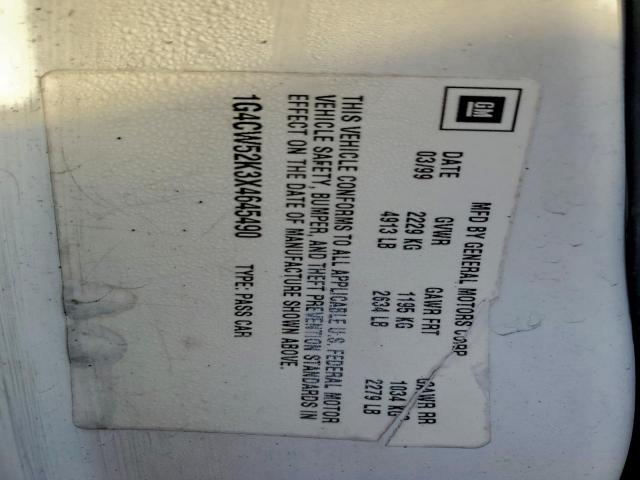 GM
MFD BY GENERAL MOTORS CORP
DATE GVWR GAWR FRT GAWR RR
03/99 2229 KG 1195 KG 1034 KG
4913 LB 2634 LB 2279 LB
THIS VEHICLE CONFORMS TO ALL APPLICABLE U.S. FEDERAL MOTOR
VEHICLE SAFETY, BUMPER, AND THEFT PREVENTION STANDARDS IN
EFFECT ON THE DATE OF MANUFACTURE SHOWN ABOVE.
1G4CW52K3X4645490 TYPE: PASS CAR